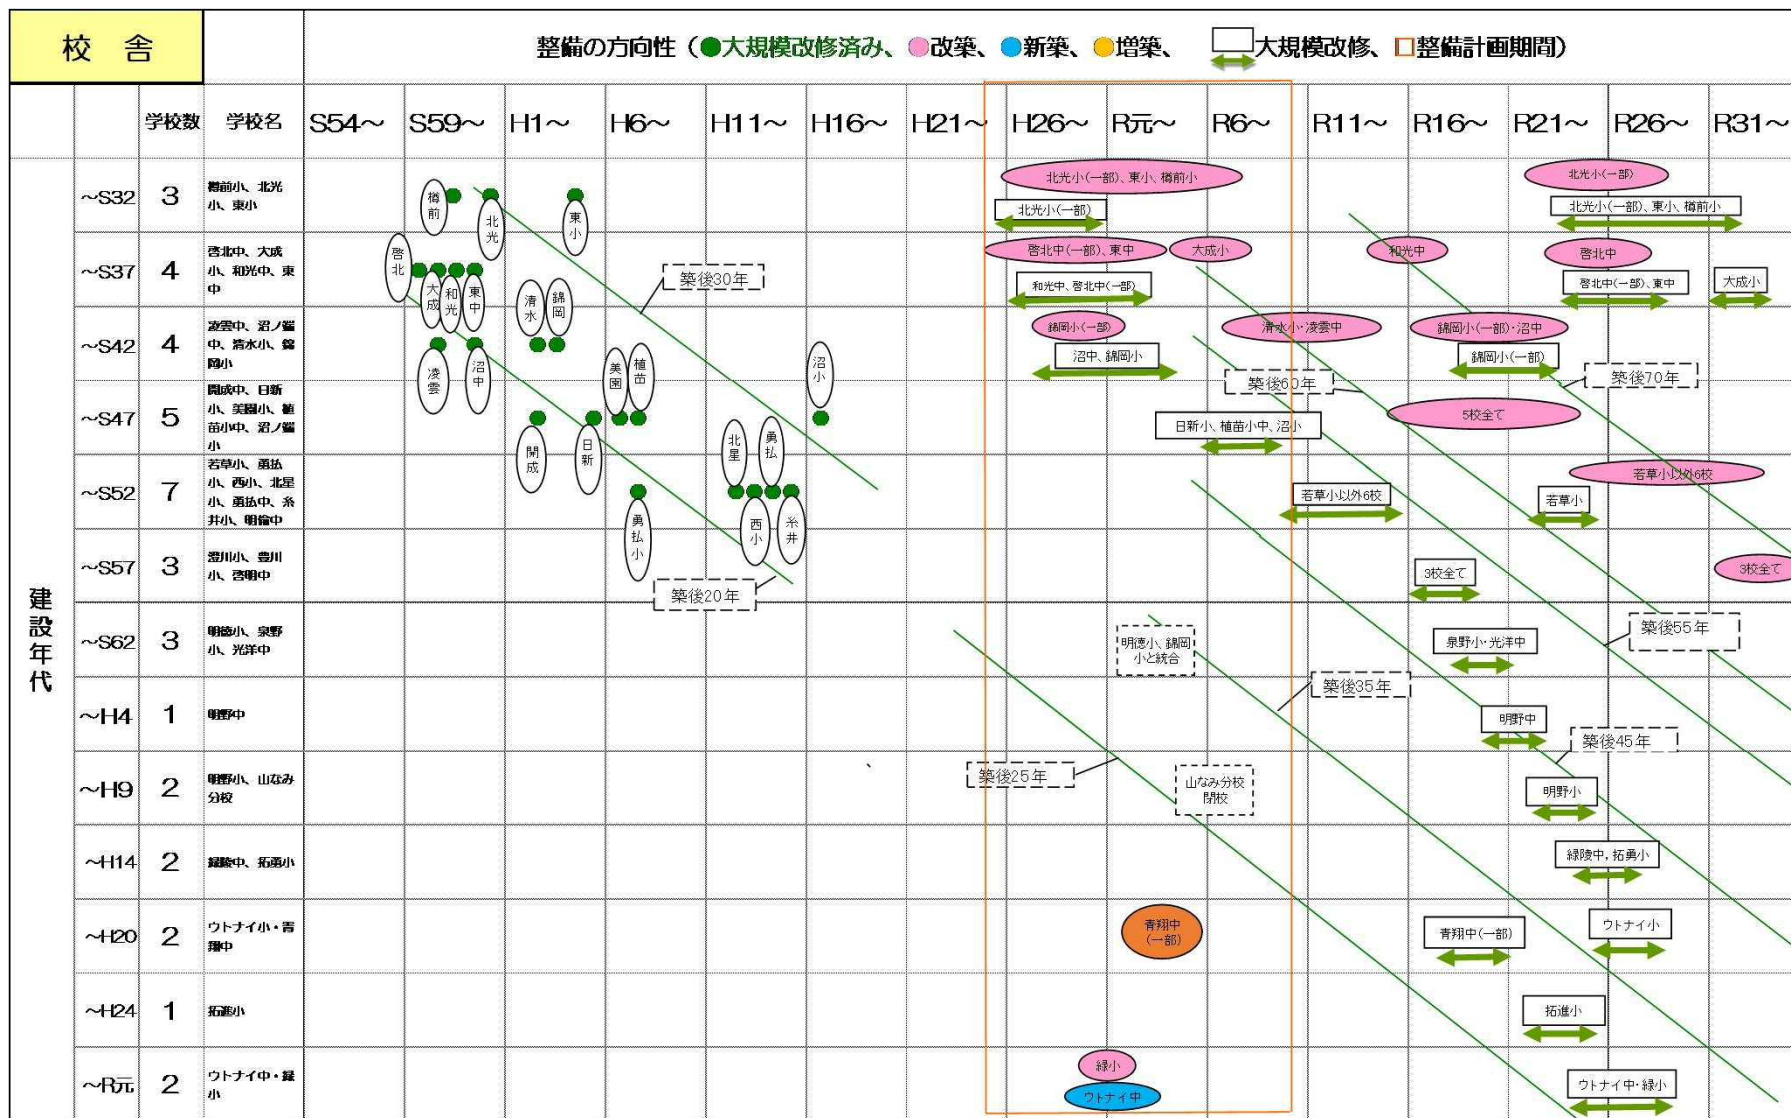 校 舎
整備の方向性（●大規模改修済み、●改築、●新築、●増築、 大規模改修、□整備計画期間）
学校数 学校名 S54～ S59～ H1～ H6～ H11～ H16～ H21～ H26～ R元～ R6～ R11～ R16～ R21～ R26～ R31～
建設年代
～S32 3 樽前小、北光
小、東小
樽前
北光
東小
北光小(一部)、東小、樽前小
北光小(一部)
北光小(一部)
北光小(一部)、東小、樽前小
～S37 4 啓北中、大成
小、和光中、東
中
啓北
大成
和光
東中
清水
錦岡
築後30年
啓北中(一部)、東中
大成小
和光中、啓北中(一部)
和光中
啓北中
啓北中(一部)、東中
大成小
～S42 4 凌雲中、沼ノ端
中、清水小、錦
岡小
凌雲
沼中
美園
植苗
沼小
錦岡小(一部)
沼中、錦岡小
清水小・凌雲中
錦岡小(一部)・沼中
錦岡小(一部)
築後60年
築後70年
～S47 5 開成中、日新
小、美園小、植
苗小中、沼ノ端
小
開成
日新
北星
勇払
日新小、植苗小中、沼小
5校全て
～S52 7 若草小、勇払
小、西小、北星
小、勇払中、糸
井小、明倫中
勇払小
西小
糸井
若草小以外6校
若草小
若草小以外6校
～S57 3 澄川小、豊川
小、啓明中
築後20年
3校全て
3校全て
～S62 3 明徳小、泉野
小、光洋中
明徳小、錦岡
小と統合
泉野小・光洋中
築後55年
築後35年
～H4 1 明野中
明野中
築後45年
～H9 2 明野小、山なみ
分校
築後25年
山なみ分校
閉校
明野小
～H14 2 緑陵中、拓勇小
緑陵中，拓勇小
～H20 2 ウトナイ小・青
翔中
青翔中
(一部)
青翔中(一部)
ウトナイ小
～H24 1 拓進小
拓進小
～R元 2 ウトナイ中・緑
小
緑小
ウトナイ中
ウトナイ中・緑小